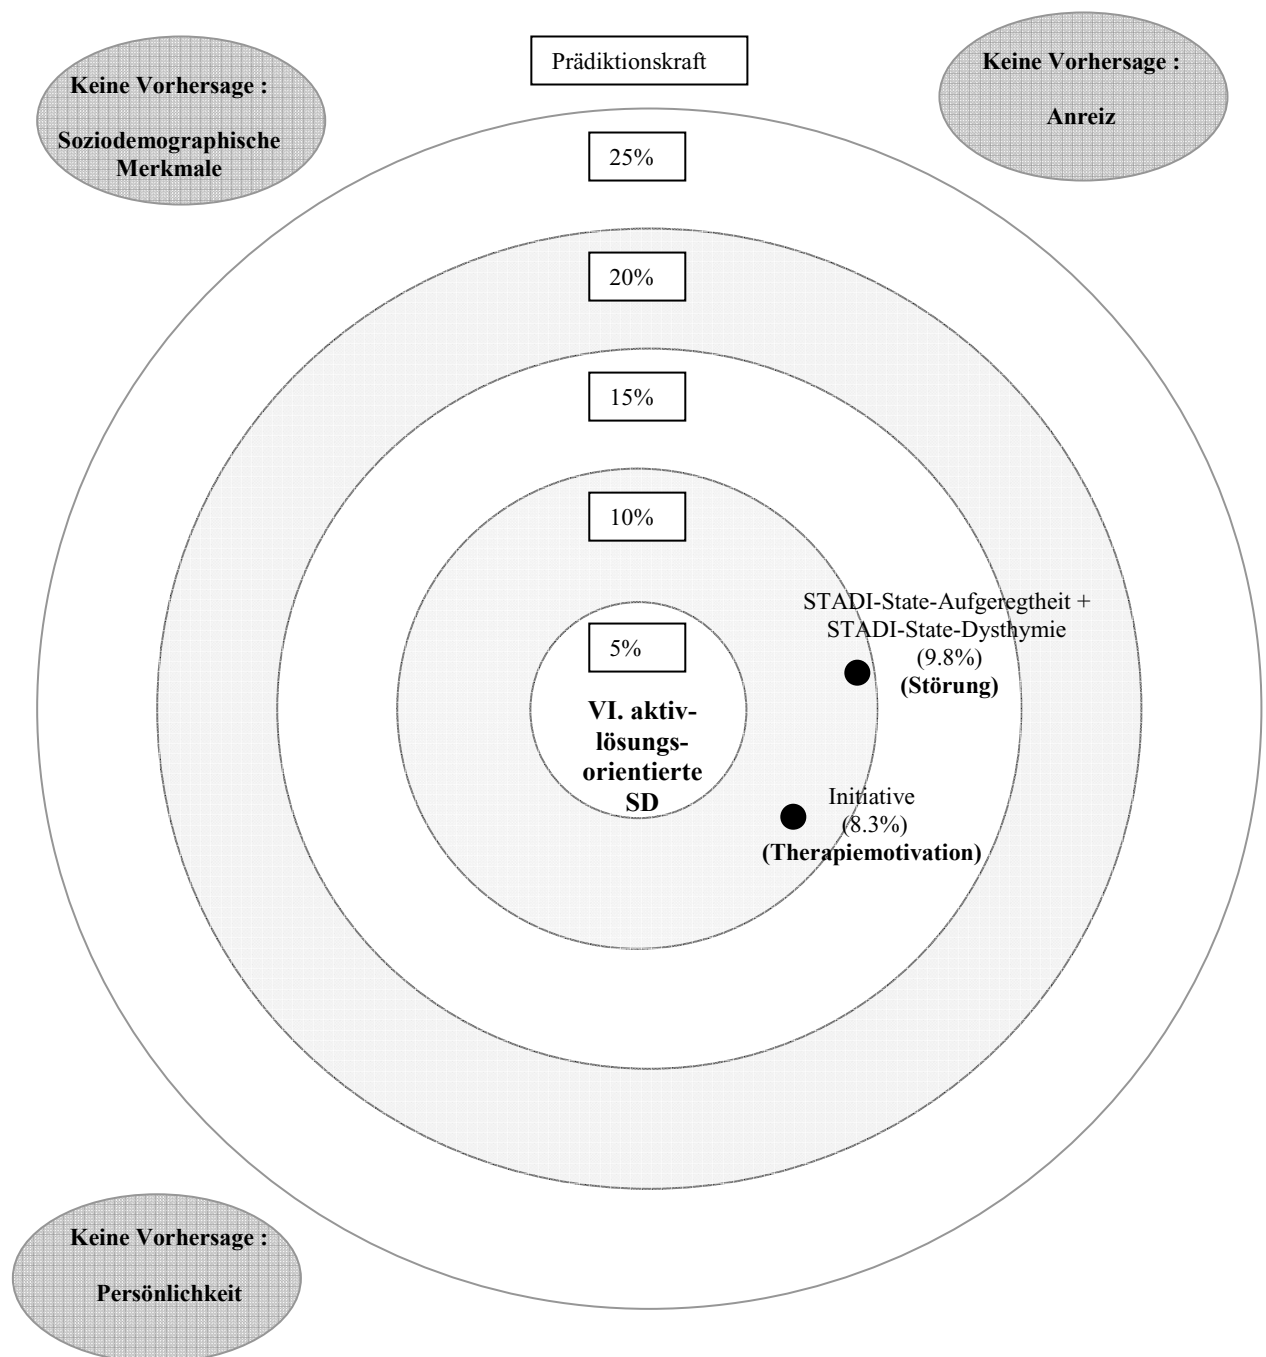 Prädiktionskraft
Keine Vorhersage :
Soziodemographische
Merkmale
Keine Vorhersage :
Anreiz
25%
20%
15%
10%
5%
VI. aktiv-
lösungs-
orientierte
SD
STADI-State-Aufgeregtheit +
STADI-State-Dysthymie
(9.8%)
(Störung)
Initiative
(8.3%)
(Therapiemotivation)
Keine Vorhersage :
Persönlichkeit